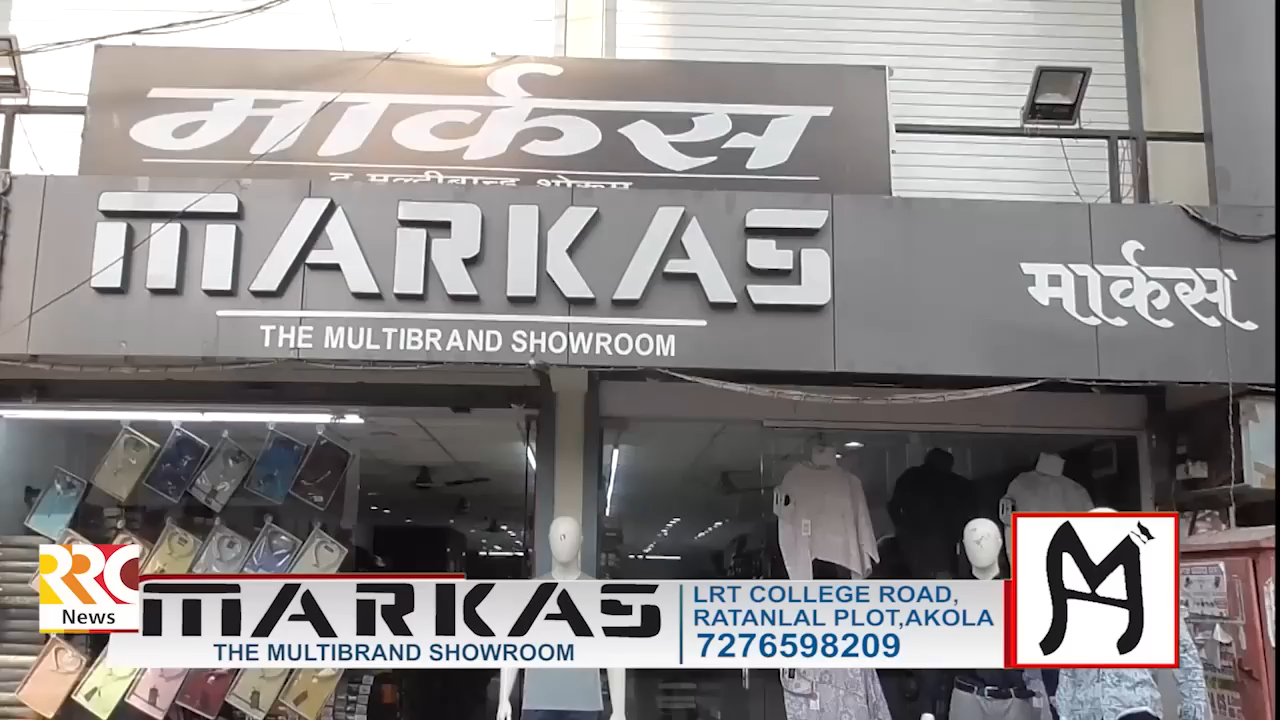 मार्कस
द मल्टीब्रान्ड शोरूम
MARKAS
THE MULTIBRAND SHOWROOM
मार्कस
RRC
News
MARKAS
THE MULTIBRAND SHOWROOM
LRT COLLEGE ROAD,
RATANLAL PLOT,AKOLA
7276598209